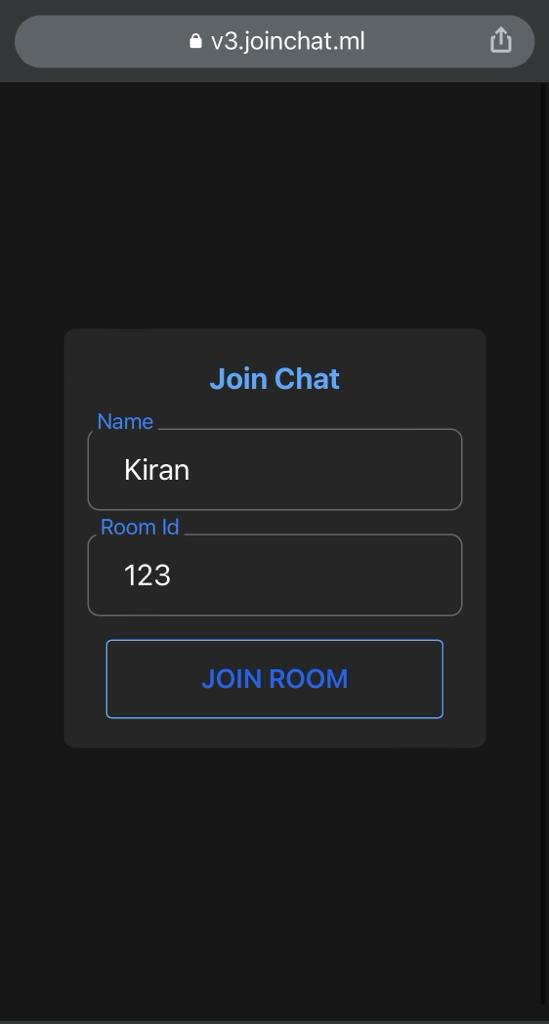 v3.joinchat.ml
Join Chat
Name
Kiran
Room Id
123
JOIN ROOM